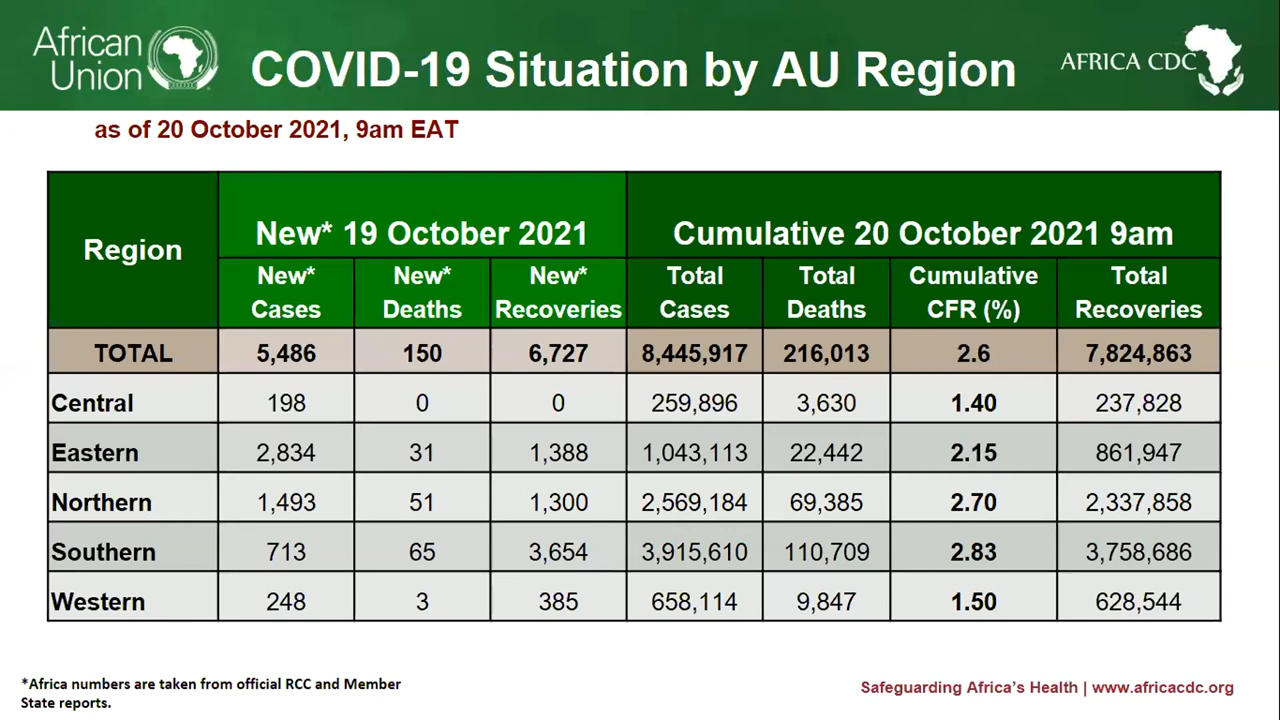 African
Union
COVID-19 Situation by AU Region
AFRICA CDC
as of 20 October 2021, 9am EAT
Region
New* 19 October 2021
Cumulative 20 October 2021 9am
New* Cases
New* Deaths
New* Recoveries
Total Cases
Total Deaths
Cumulative CFR (%)
Total Recoveries
TOTAL 5,486 150 6,727 8,445,917 216,013 2.6 7,824,863
Central 198 0 0 259,896 3,630 1.40 237,828
Eastern 2,834 31 1,388 1,043,113 22,442 2.15 861,947
Northern 1,493 51 1,300 2,569,184 69,385 2.70 2,337,858
Southern 713 65 3,654 3,915,610 110,709 2.83 3,758,686
Western 248 3 385 658,114 9,847 1.50 628,544
*Africa numbers are taken from official RCC and Member
State reports.
Safeguarding Africa's Health | www.africacdc.org